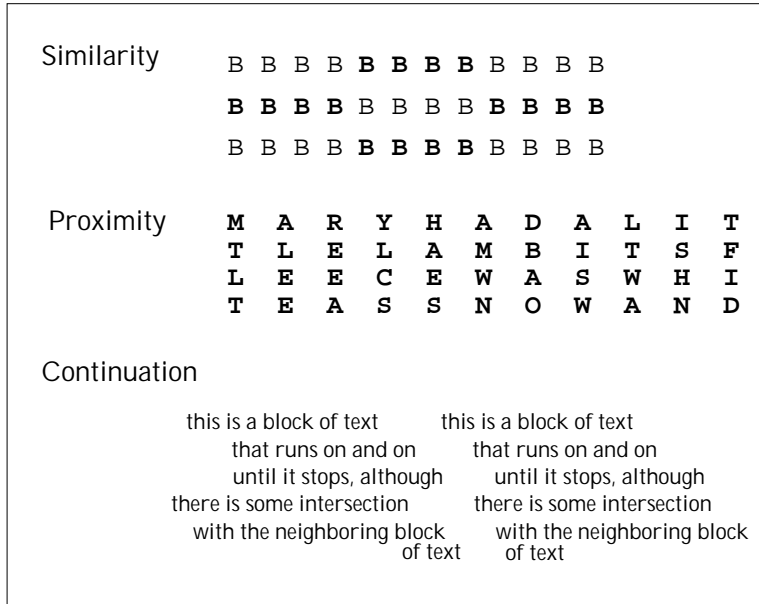 Similarity B B B B B B B B B B B B
B B B B B B B B B B B B
B B B B B B B B B B B B
Proximity M A R Y H A D A L I T
T L E L A M B I T S F
L E E C E W A S W H I
T E A S S N O W A N D
Continuation
this is a block of text this is a block of text
that runs on and on that runs on and on
until it stops, although until it stops, although
there is some intersection there is some intersection
with the neighboring block with the neighboring block
of text of text